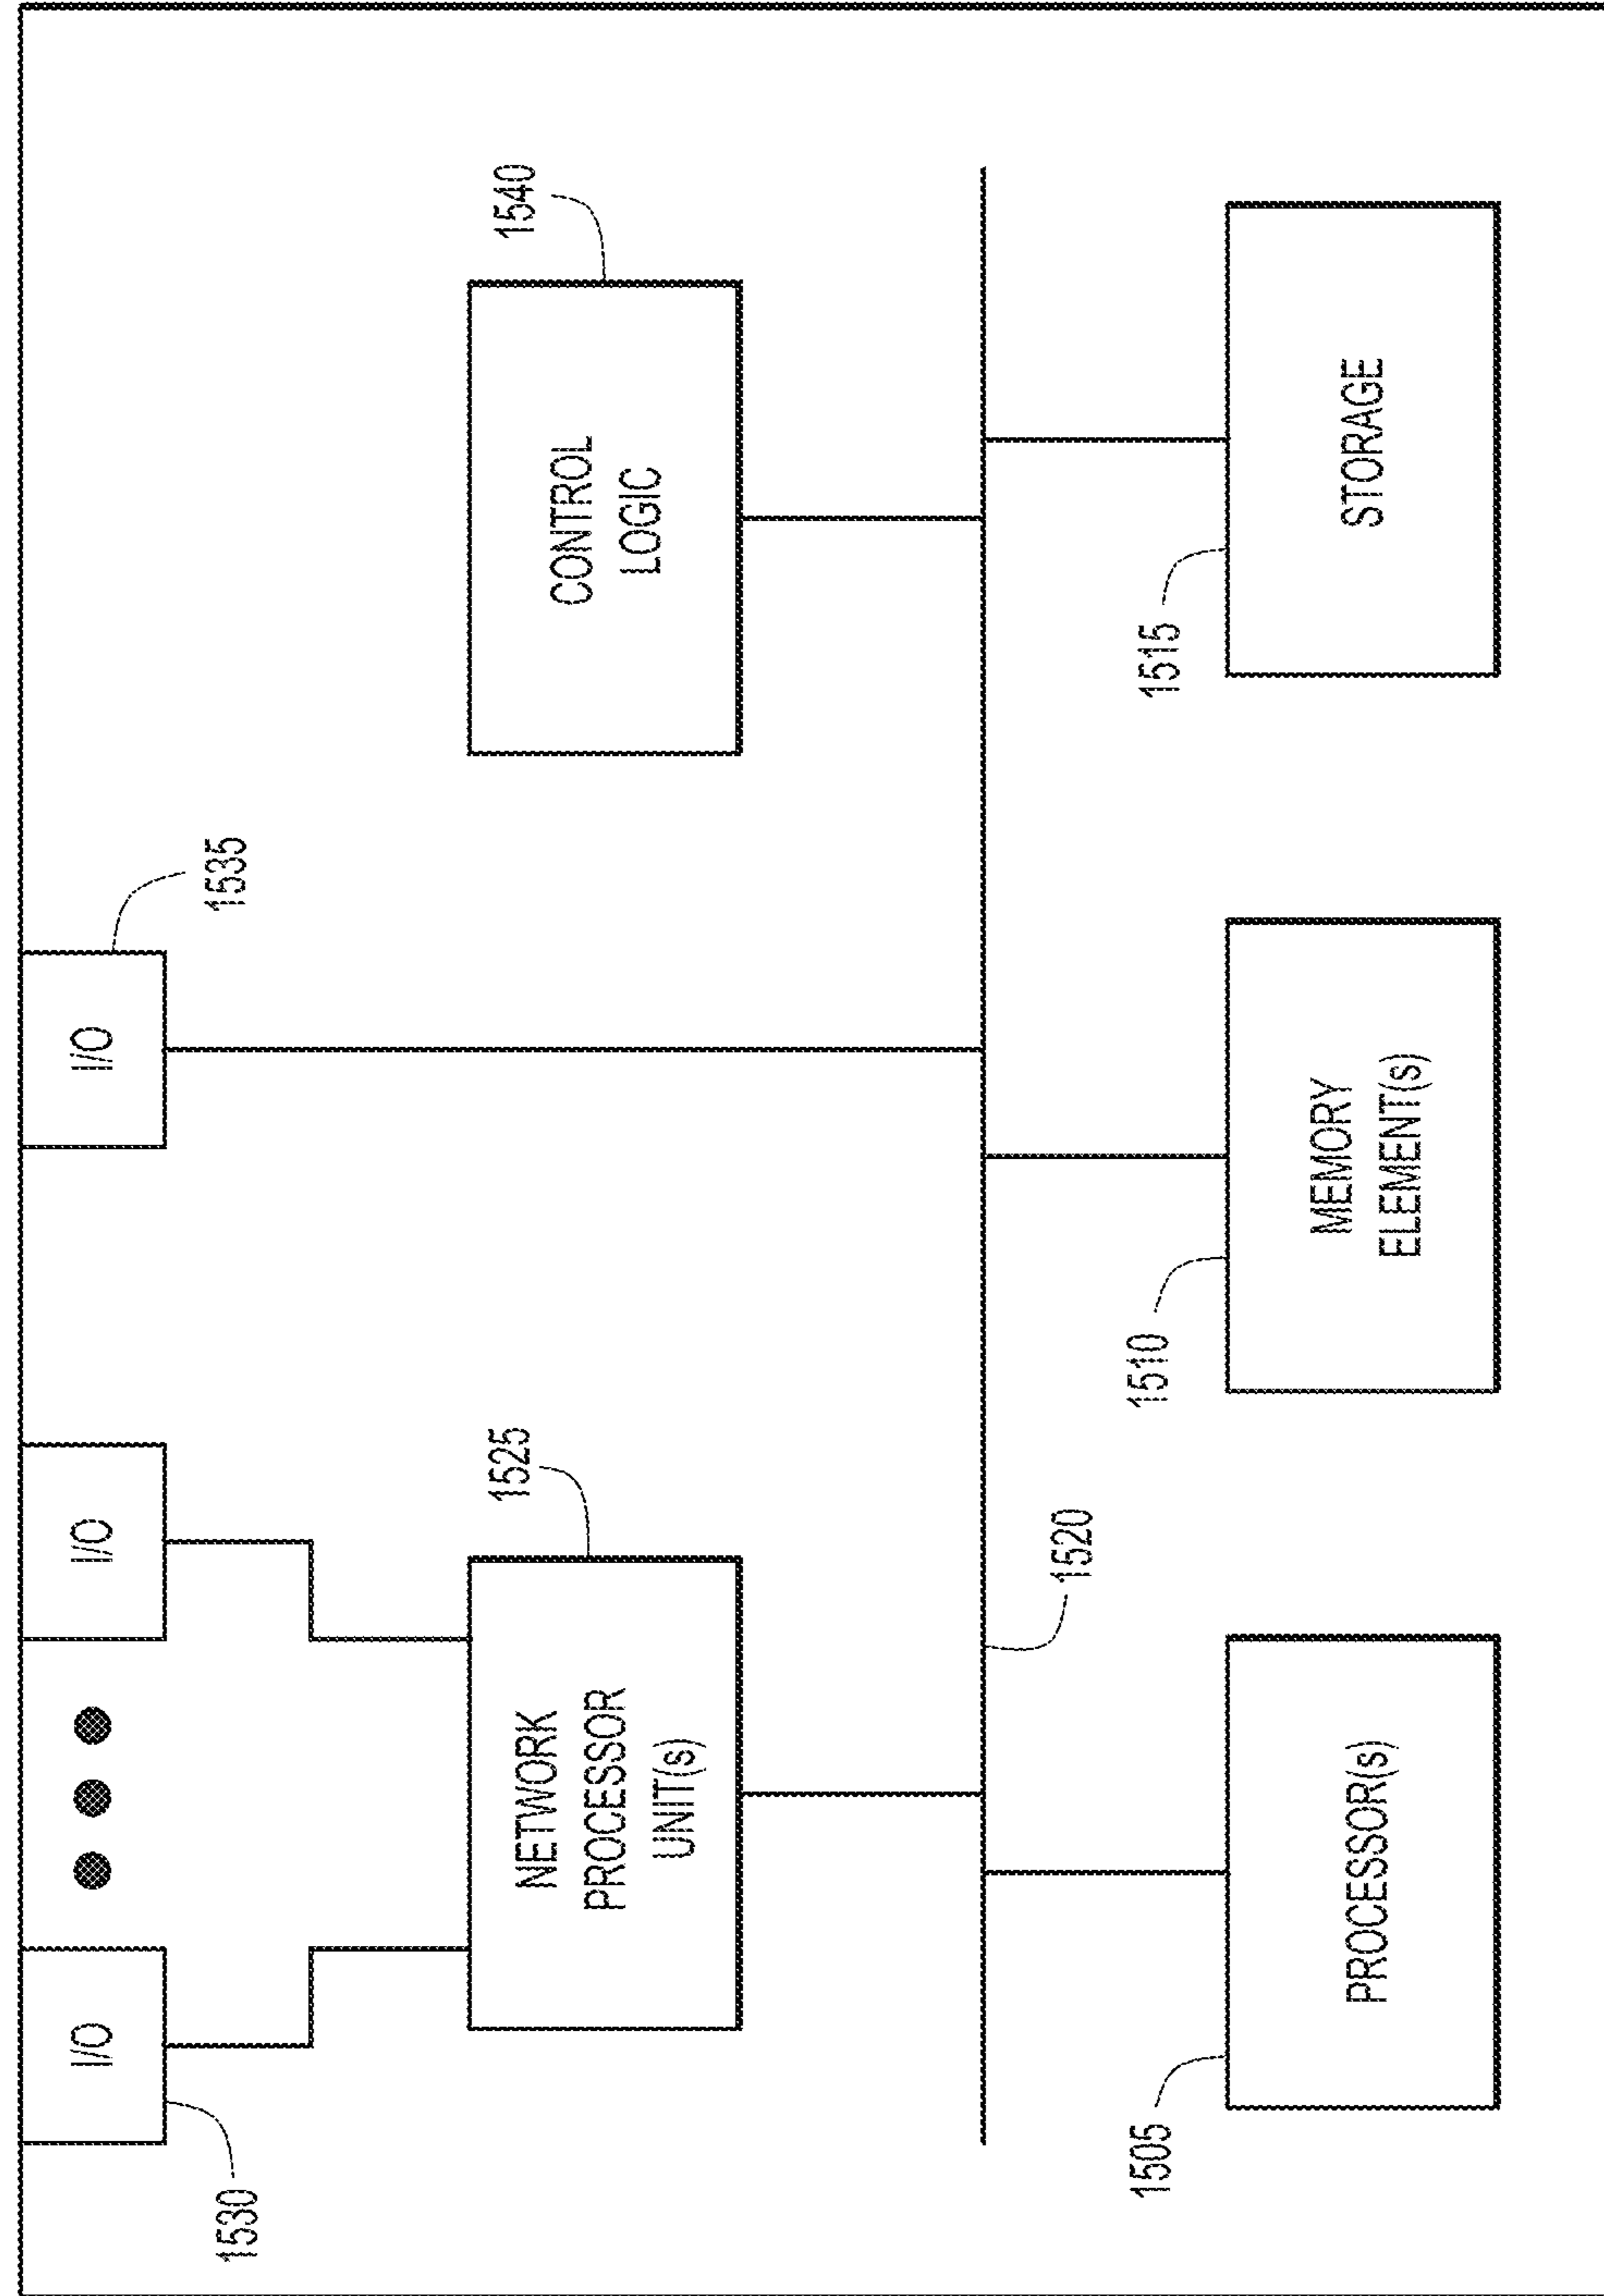 I/O
I/O
I/O
1530
1535
NETWORK
PROCESSOR
UNIT(s)
1525
CONTROL
LOGIC
1540
1520
PROCESSOR(s)
1505
MEMORY
ELEMENT(s)
1510
STORAGE
1515